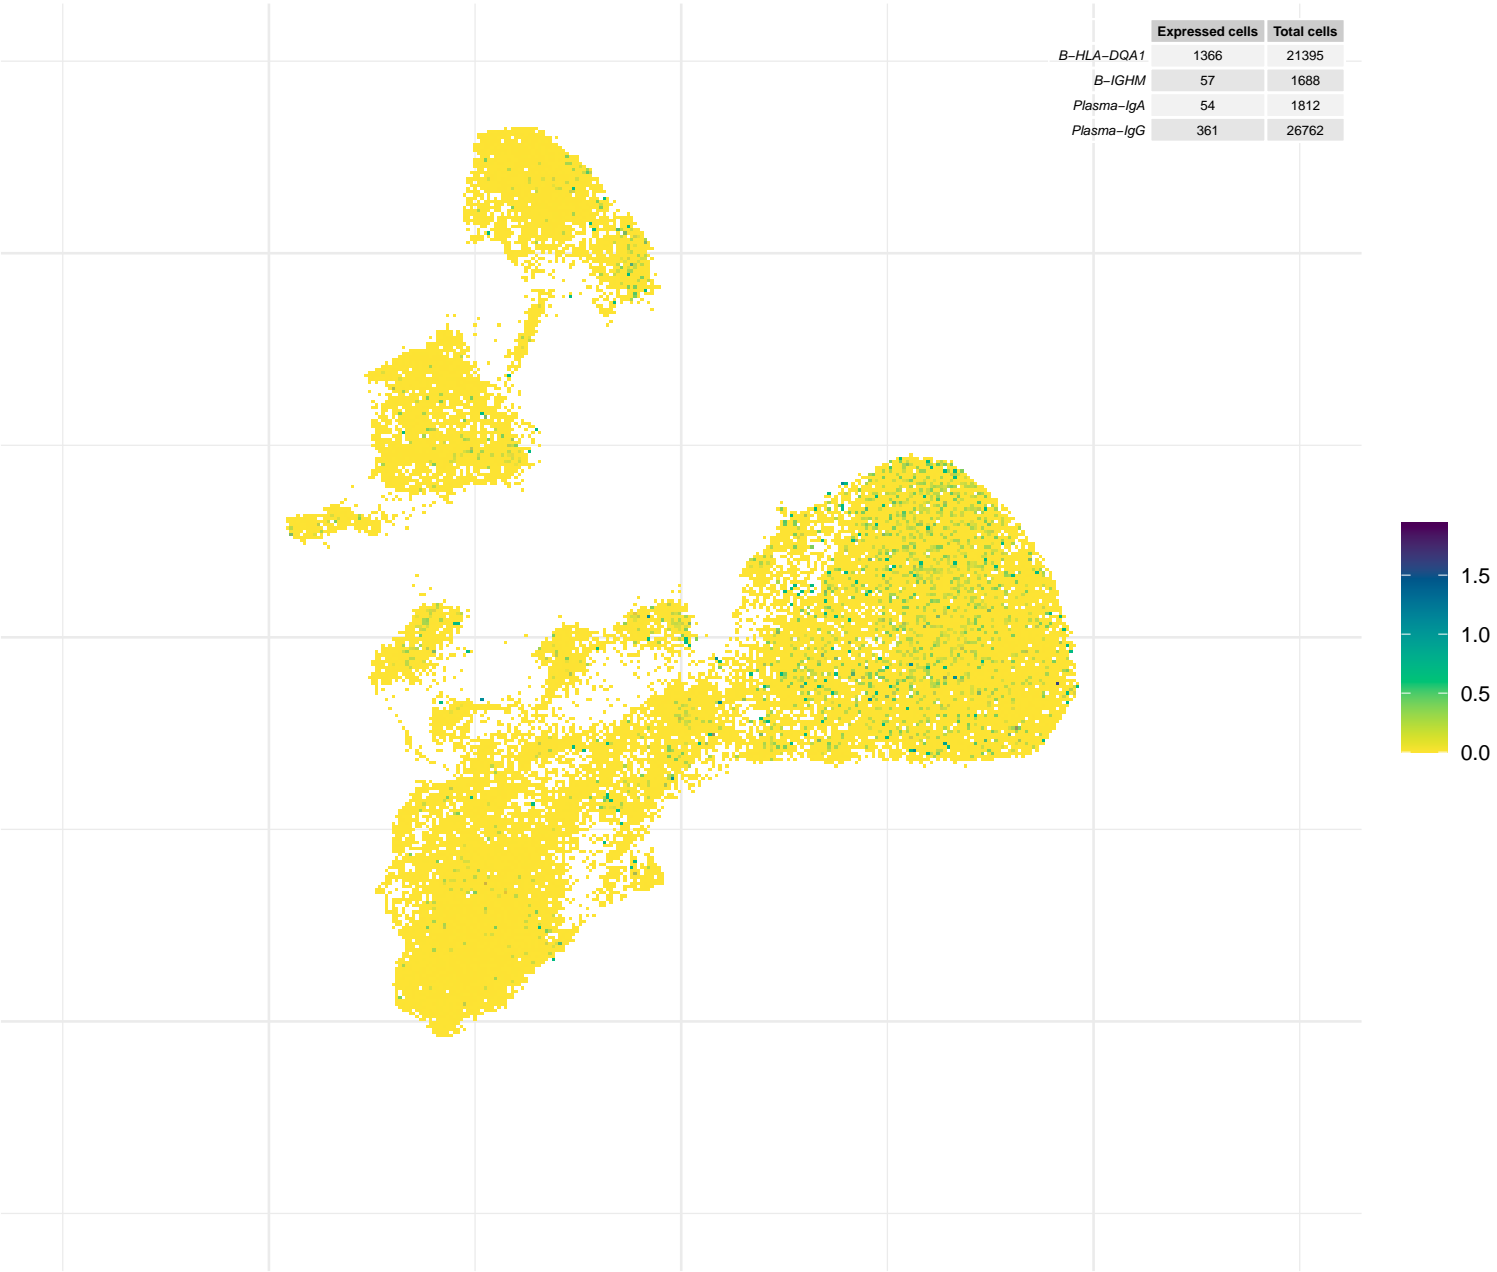 Expressed cells Total cells
B−HLA−DQA1 1366 21395
B−IGHM 57 1688
Plasma−IgA 54 1812
Plasma−IgG 361 26762
1.5
1.0
0.5
0.0